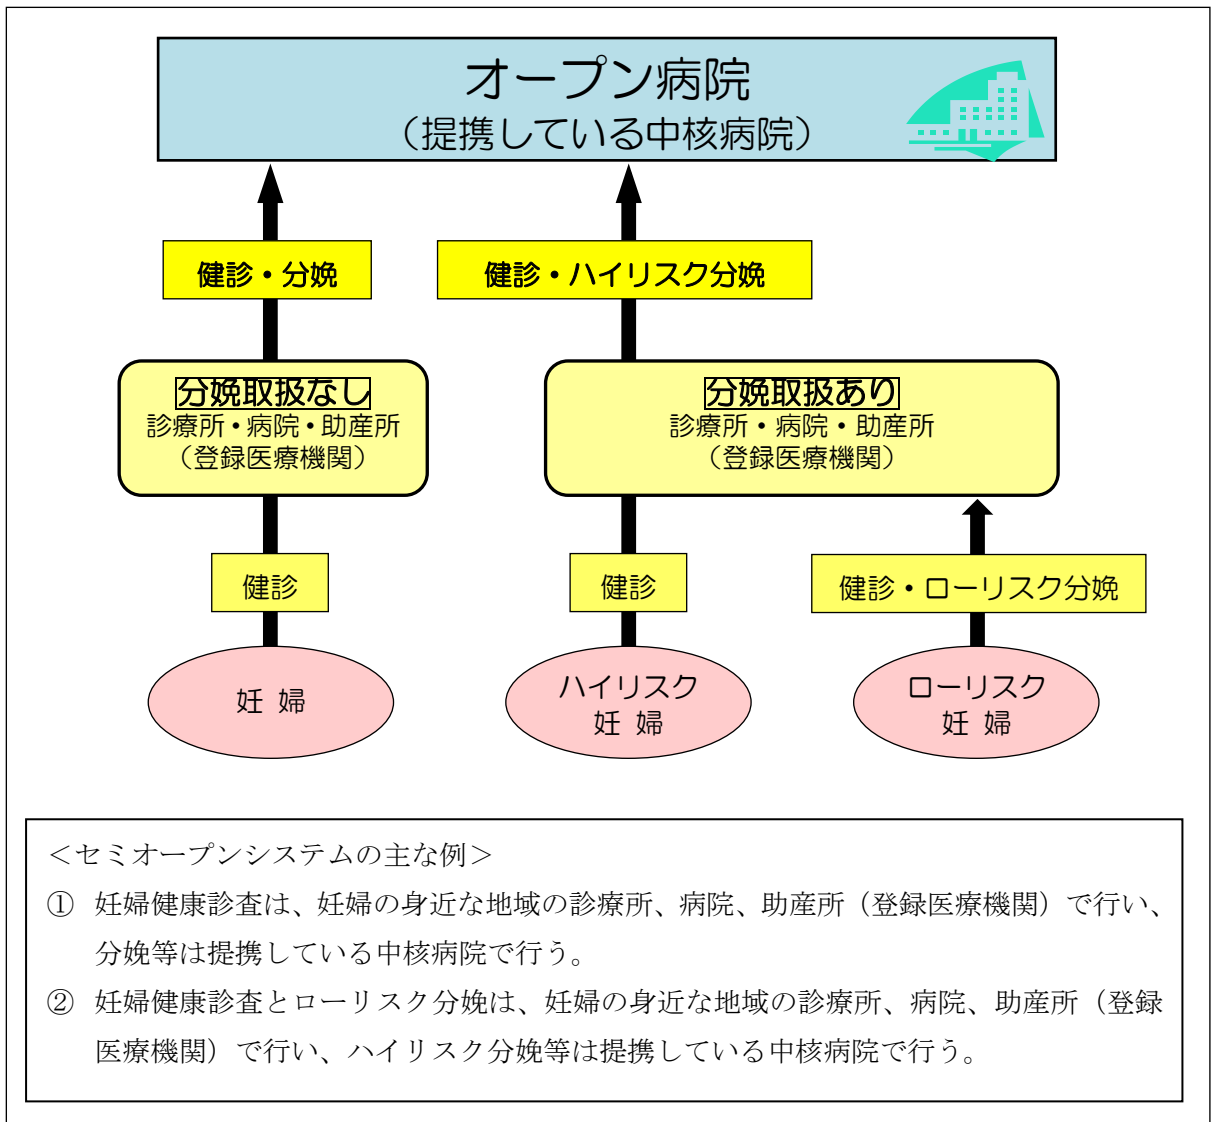 オープン病院
（提携している中核病院）
健診・分娩
健診・ハイリスク分娩
分娩取扱なし
診療所・病院・助産所
（登録医療機関）
分娩取扱あり
診療所・病院・助産所
（登録医療機関）
健診
健診
健診・ローリスク分娩
妊 婦
ハイリスク
妊 婦
ローリスク
妊 婦
＜セミオープンシステムの主な例＞
① 妊婦健康診査は、妊婦の身近な地域の診療所、病院、助産所（登録医療機関）で行い、
分娩等は提携している中核病院で行う。
② 妊婦健康診査とローリスク分娩は、妊婦の身近な地域の診療所、病院、助産所（登録
医療機関）で行い、ハイリスク分娩等は提携している中核病院で行う。